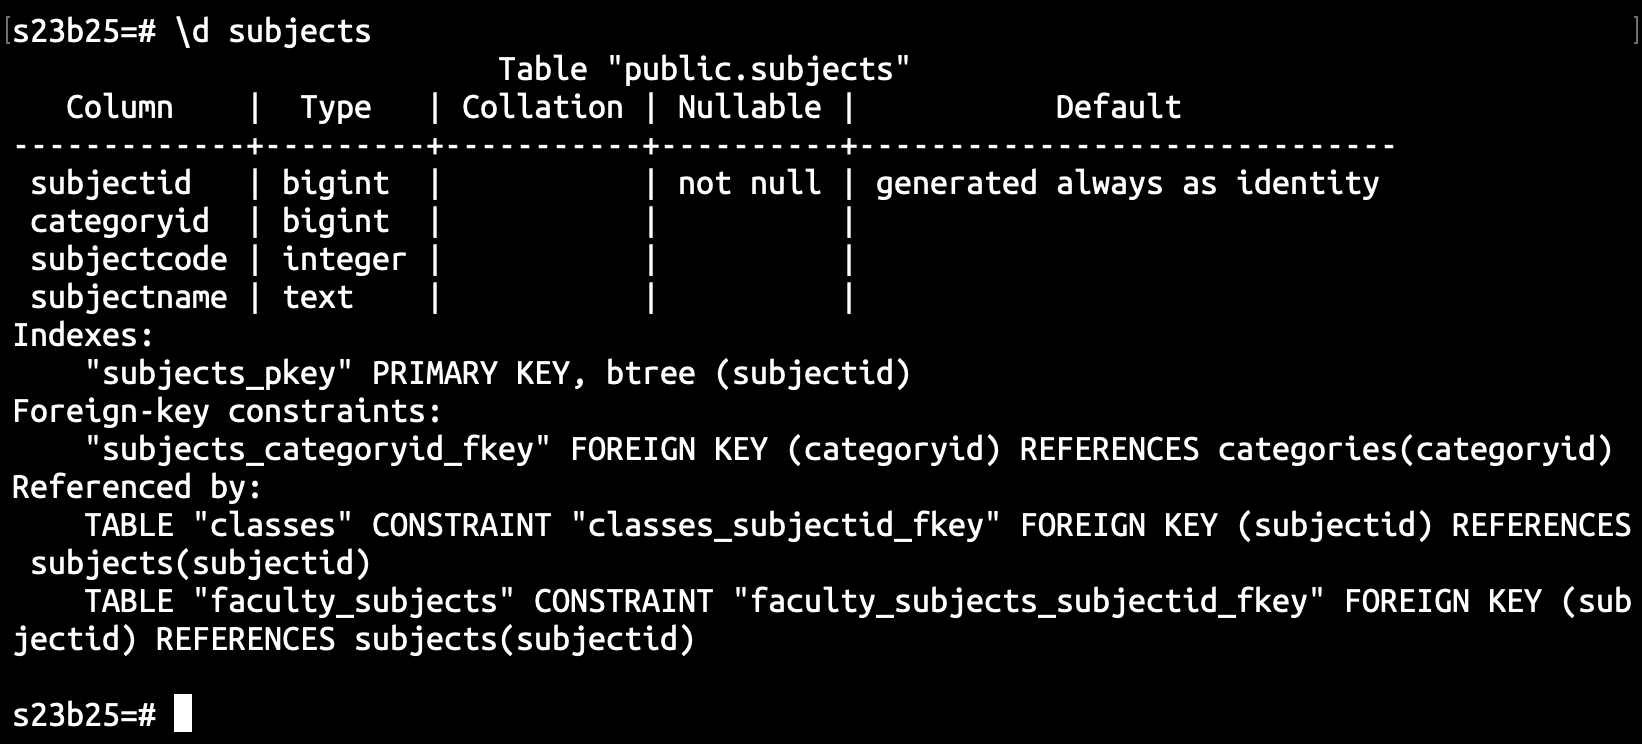 [s23b25=# \d subjects ]
                           Table "public.subjects"
   Column    |  Type   | Collation | Nullable |           Default
-------------+---------+-----------+----------+------------------------------
 subjectid   | bigint  |           | not null | generated always as identity
 categoryid  | bigint  |           |          |
 subjectcode | integer |           |          |
 subjectname | text    |           |          |
Indexes:
    "subjects_pkey" PRIMARY KEY, btree (subjectid)
Foreign-key constraints:
    "subjects_categoryid_fkey" FOREIGN KEY (categoryid) REFERENCES categories(categoryid)
Referenced by:
    TABLE "classes" CONSTRAINT "classes_subjectid_fkey" FOREIGN KEY (subjectid) REFERENCES
 subjects(subjectid)
    TABLE "faculty_subjects" CONSTRAINT "faculty_subjects_subjectid_fkey" FOREIGN KEY (sub
jectid) REFERENCES subjects(subjectid)

s23b25=#